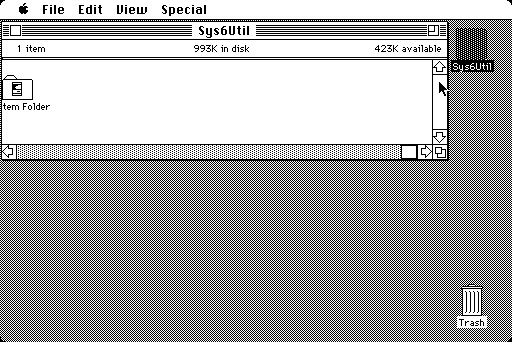 File Edit View Special
Sys6Util
1 item 993K in disk 423K available
Sys6Util
tem Folder
Trash